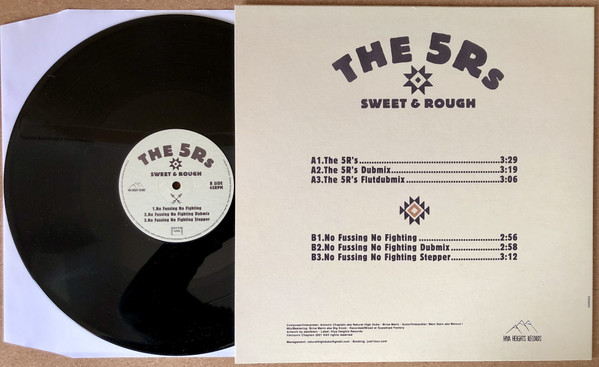 THE 5Rs
SWEET & ROUGH
B SIDE
45RPM
1.No Fussing No Fighting
2.No Fussing No Fighting Dubmix
3.No Fussing No Fighting Stepper
THE 5Rs
SWEET & ROUGH
A1.The 5R's...3:29
A2.The 5R's Dubmix...3:19
A3.The 5R's Flutdubmix...3:06
B1.No Fussing No Fighting...2:56
B2.No Fussing No Fighting Dubmix...2:58
B3.No Fussing No Fighting Stepper...3:12
HIYA HEIGHTS RECORDS